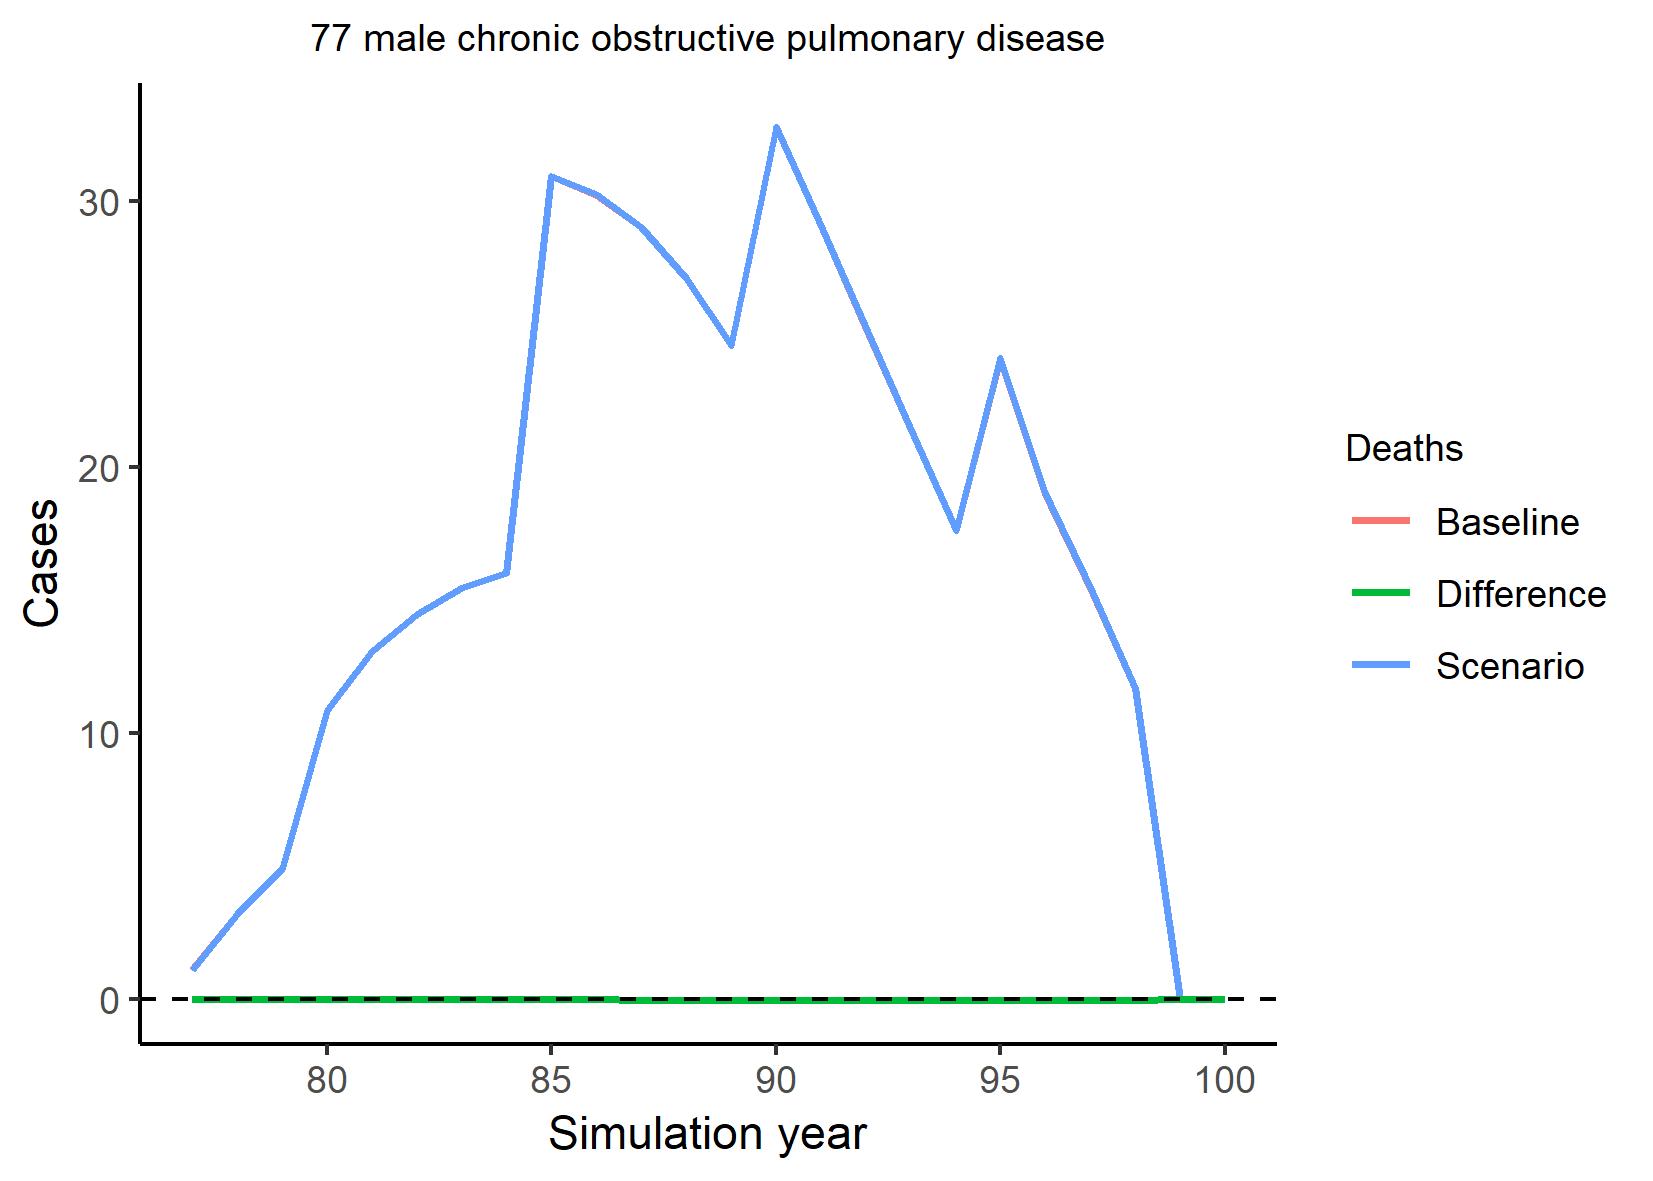 77 male chronic obstructive pulmonary disease
30
20
10
0
Cases
80 85 90 95 100
Simulation year
Deaths
Baseline
Difference
Scenario